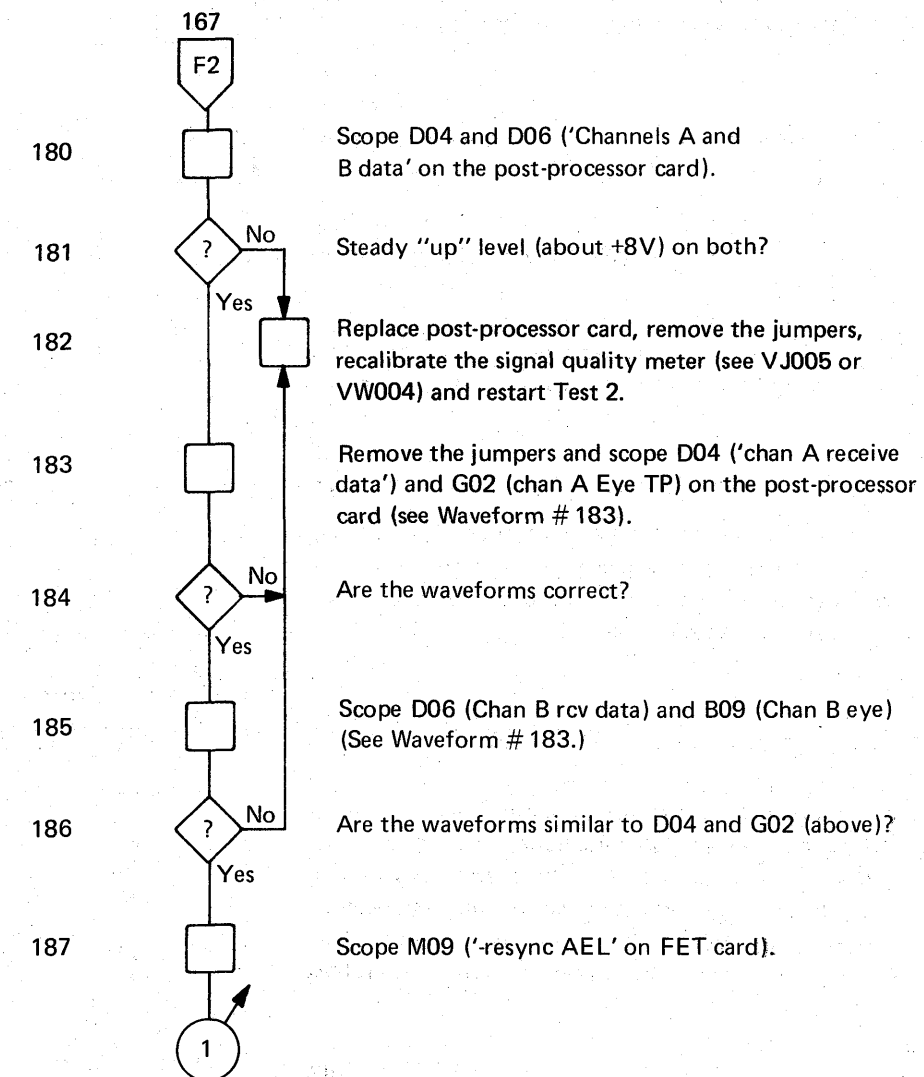 167
F2
180
Scope D04 and D06 ('Channels A and
B data' on the post-processor card).
181
?
No
Yes
Steady "up" level (about +8V) on both?
182
Replace post-processor card, remove the jumpers,
recalibrate the signal quality meter (see VJ005 or
VW004) and restart Test 2.
183
Remove the jumpers and scope D04 ('chan A receive
data') and G02 (chan A Eye TP) on the post-processor
card (see Waveform # 183).
184
?
No
Yes
Are the waveforms correct?
185
Scope D06 (Chan B rcv data) and B09 (Chan B eye)
(See Waveform # 183.)
186
?
No
Yes
Are the waveforms similar to D04 and G02 (above)?
187
Scope M09 ('-resync AEL' on FET card).
1